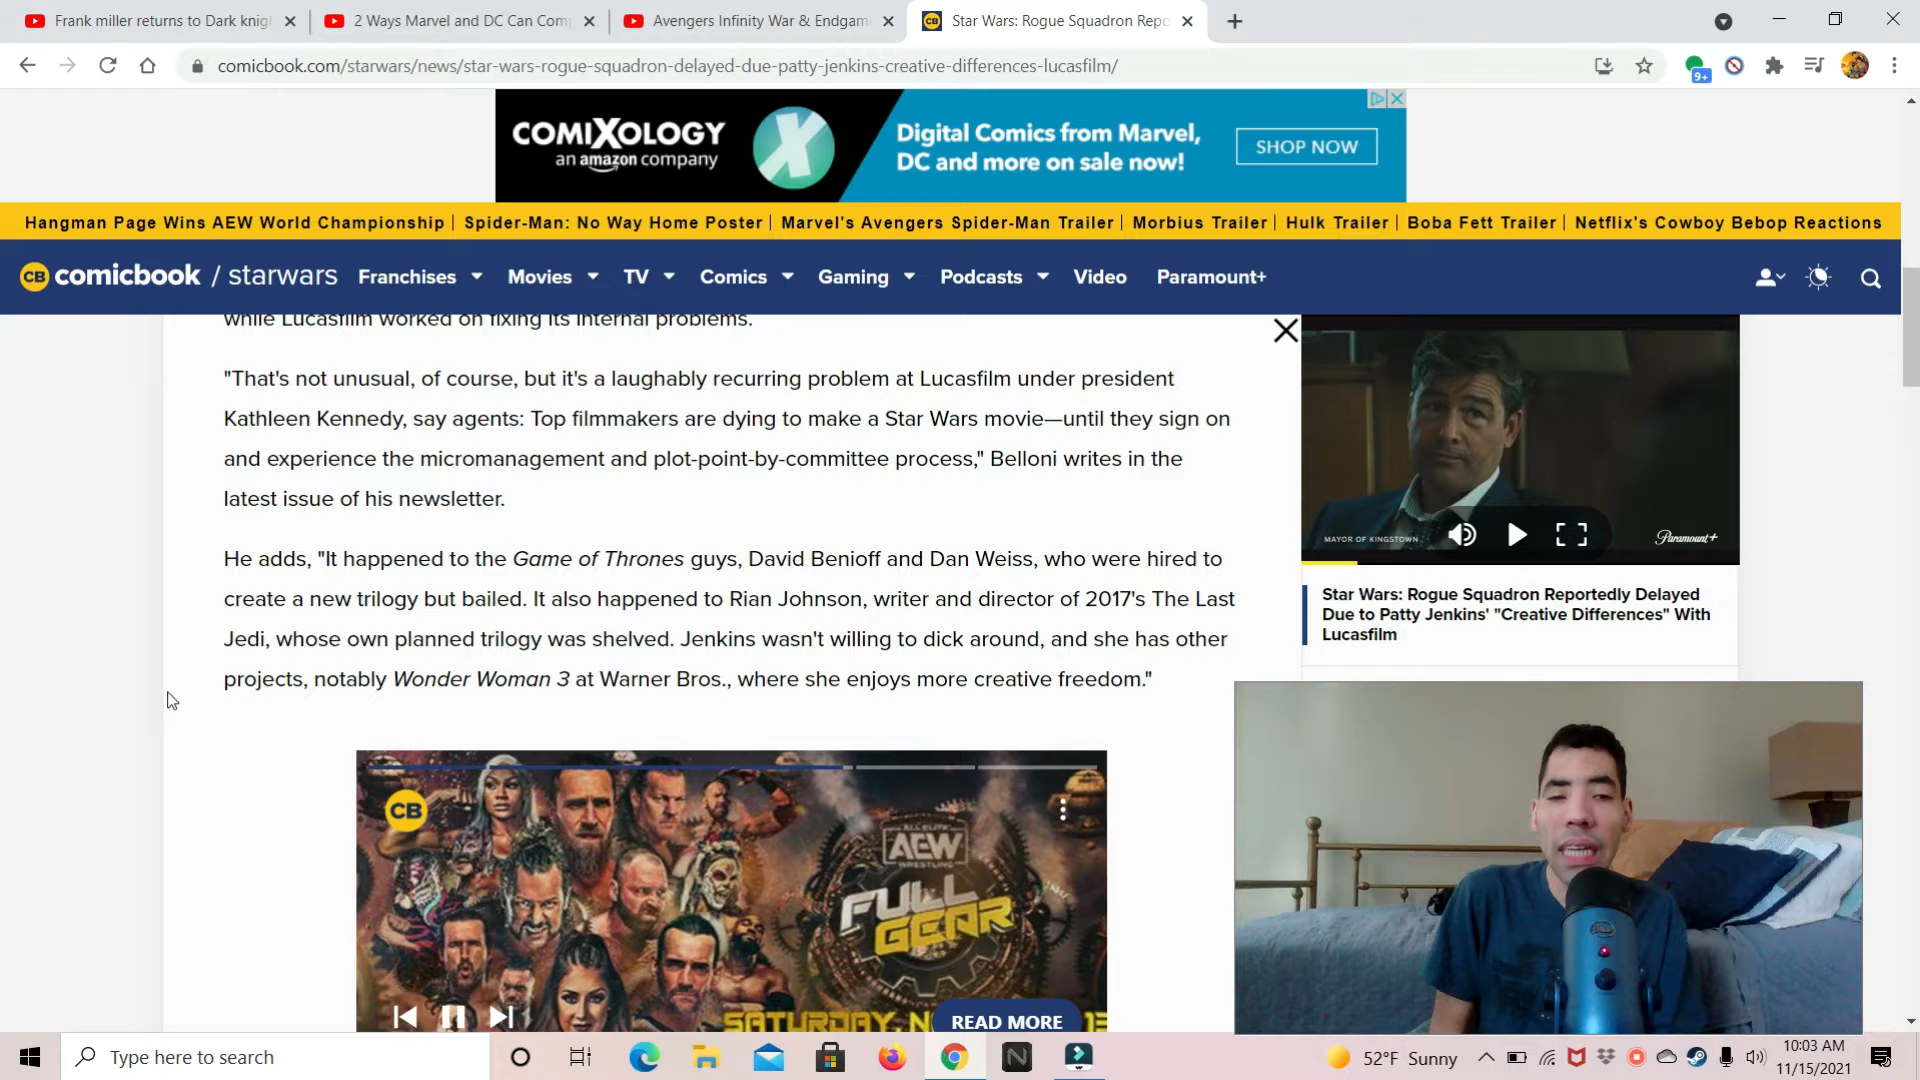 Frank miller returns to Dark knig
2 Ways Marvel and DC Can Com
Avengers Infinity War & Endgam
CB Star Wars: Rogue Squadron Repo
comicbook.com/starwars/news/star-wars-rogue-squadron-delayed-due-patty-jenkins-creative-differences-lucasfilm/
9+
COMIXOLOGY
an amazon company
Digital Comics from Marvel,
DC and more on sale now!
SHOP NOW
Hangman Page Wins AEW World Championship | Spider-Man: No Way Home Poster | Marvel's Avengers Spider-Man Trailer | Morbius Trailer | Hulk Trailer | Boba Fett Trailer | Netflix's Cowboy Bebop Reactions
CB comicbook / starwars Franchises Movies TV Comics Gaming Podcasts Video Paramount+
while Lucasfilm worked on fixing its internal problems.
"That's not unusual, of course, but it's a laughably recurring problem at Lucasfilm under president
Kathleen Kennedy, say agents: Top filmmakers are dying to make a Star Wars movie—until they sign on
and experience the micromanagement and plot-point-by-committee process," Belloni writes in the
latest issue of his newsletter.
He adds, "It happened to the Game of Thrones guys, David Benioff and Dan Weiss, who were hired to
create a new trilogy but bailed. It also happened to Rian Johnson, writer and director of 2017's The Last
Jedi, whose own planned trilogy was shelved. Jenkins wasn't willing to dick around, and she has other
projects, notably Wonder Woman 3 at Warner Bros., where she enjoys more creative freedom."
MAYOR OF KINGSTOWN
Paramount+
Star Wars: Rogue Squadron Reportedly Delayed
Due to Patty Jenkins' "Creative Differences" With
Lucasfilm
CB
ALL ELITE
AEW
WRESTLING
FULL
GEAR
SATURDAY, N
13
READ MORE
Type here to search
52°F Sunny
10:03 AM
11/15/2021